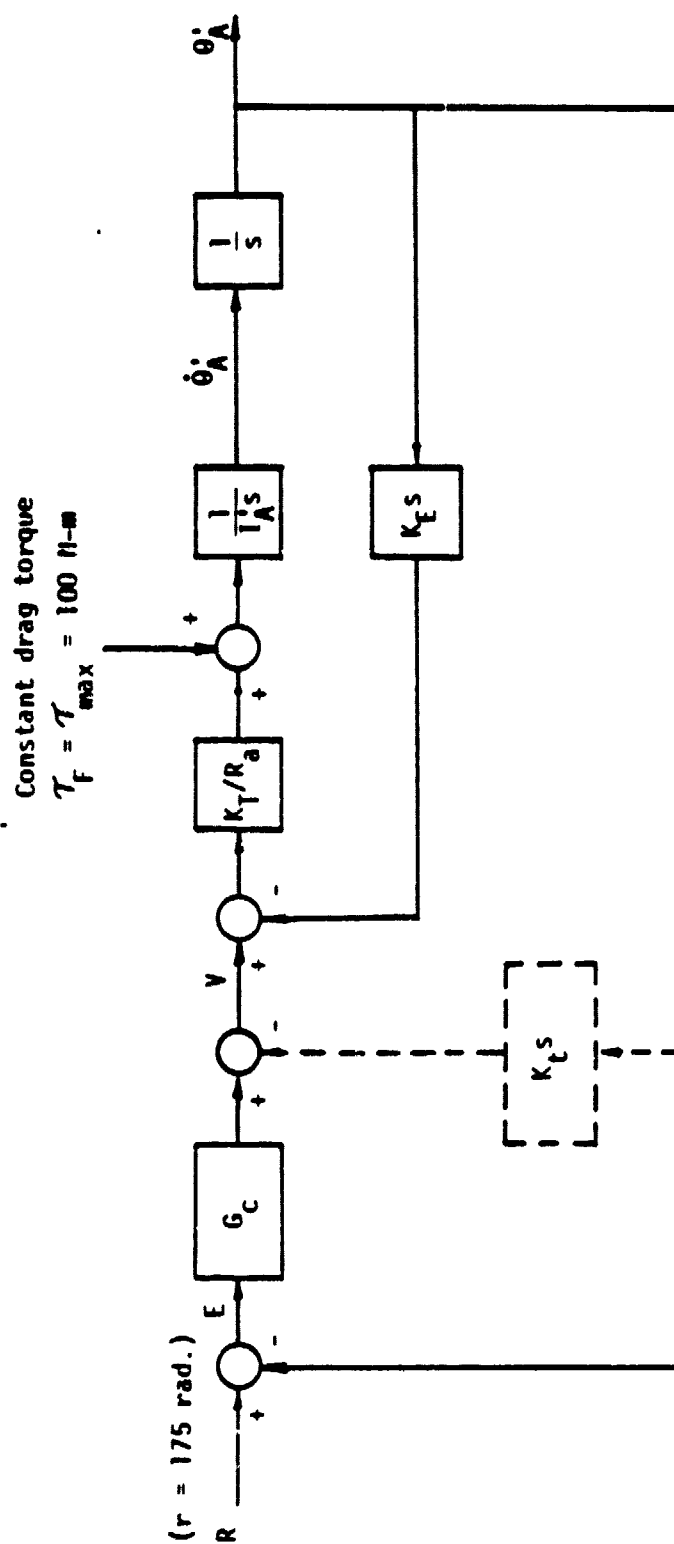 Constant drag torque
τ_F = τ_max = 100 N-m
(r = 175 rad.)
R
+
-
E
G_C
+
-
V
+
-
K_T/R_a
+
+
1/I'_A s
θ̇'_A
1/s
θ'_A
K_E s
K_t s